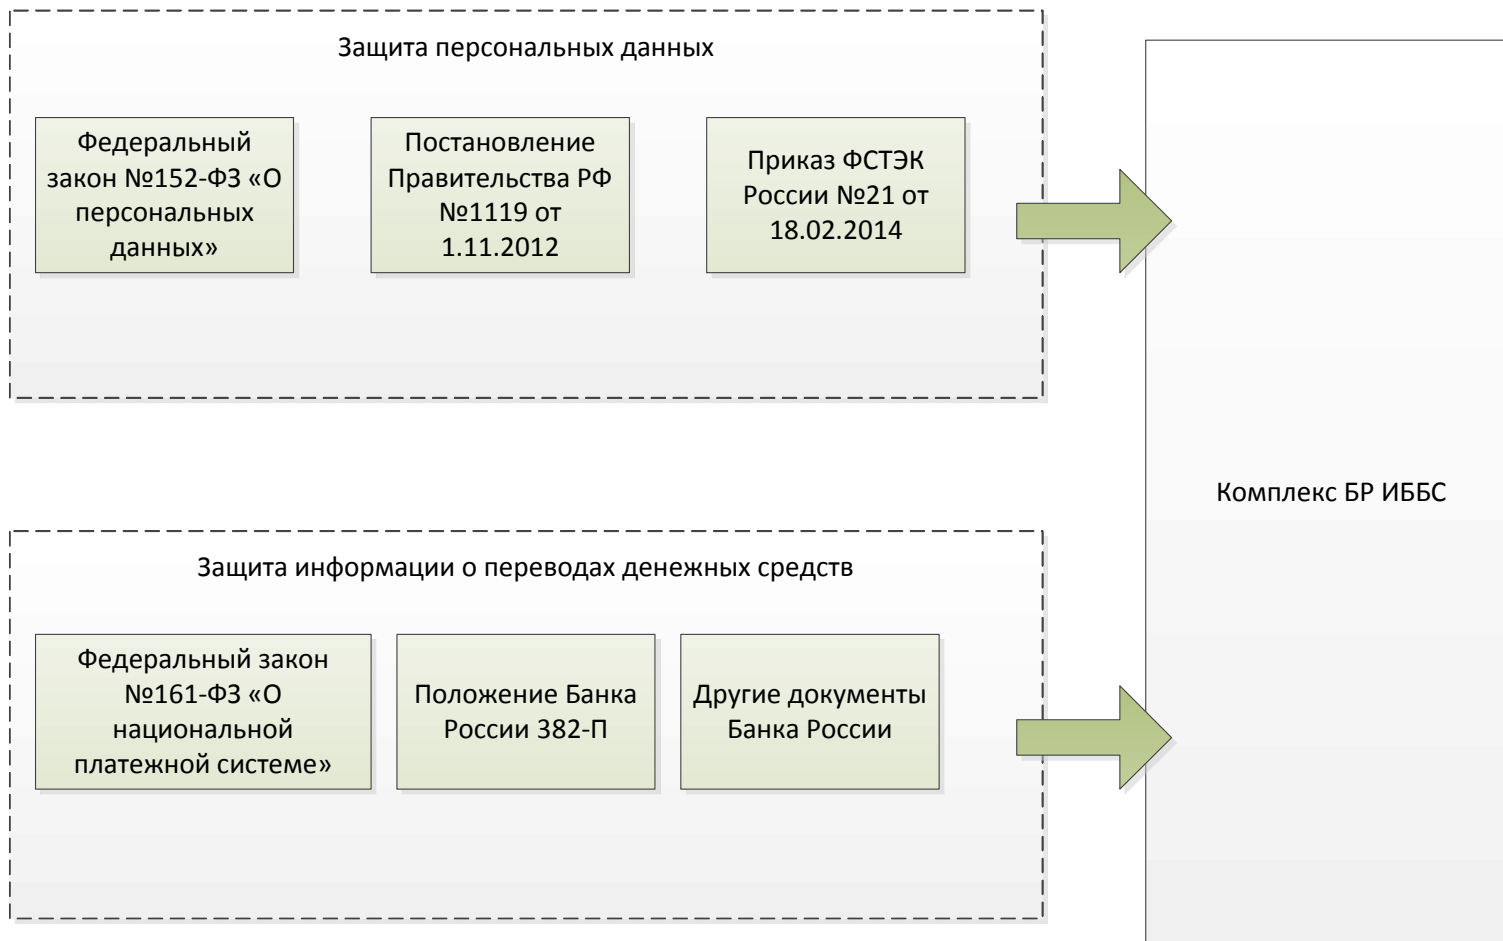 Защита персональных данных
Федеральный
закон №152-ФЗ «О
персональных
данных»
Постановление
Правительства РФ
№1119 от
1.11.2012
Приказ ФСТЭК
России №21 от
18.02.2014
Комплекс БР ИББС
Защита информации о переводах денежных средств
Федеральный закон
№161-ФЗ «О
национальной
платежной системе»
Положение Банка
России 382-П
Другие документы
Банка России